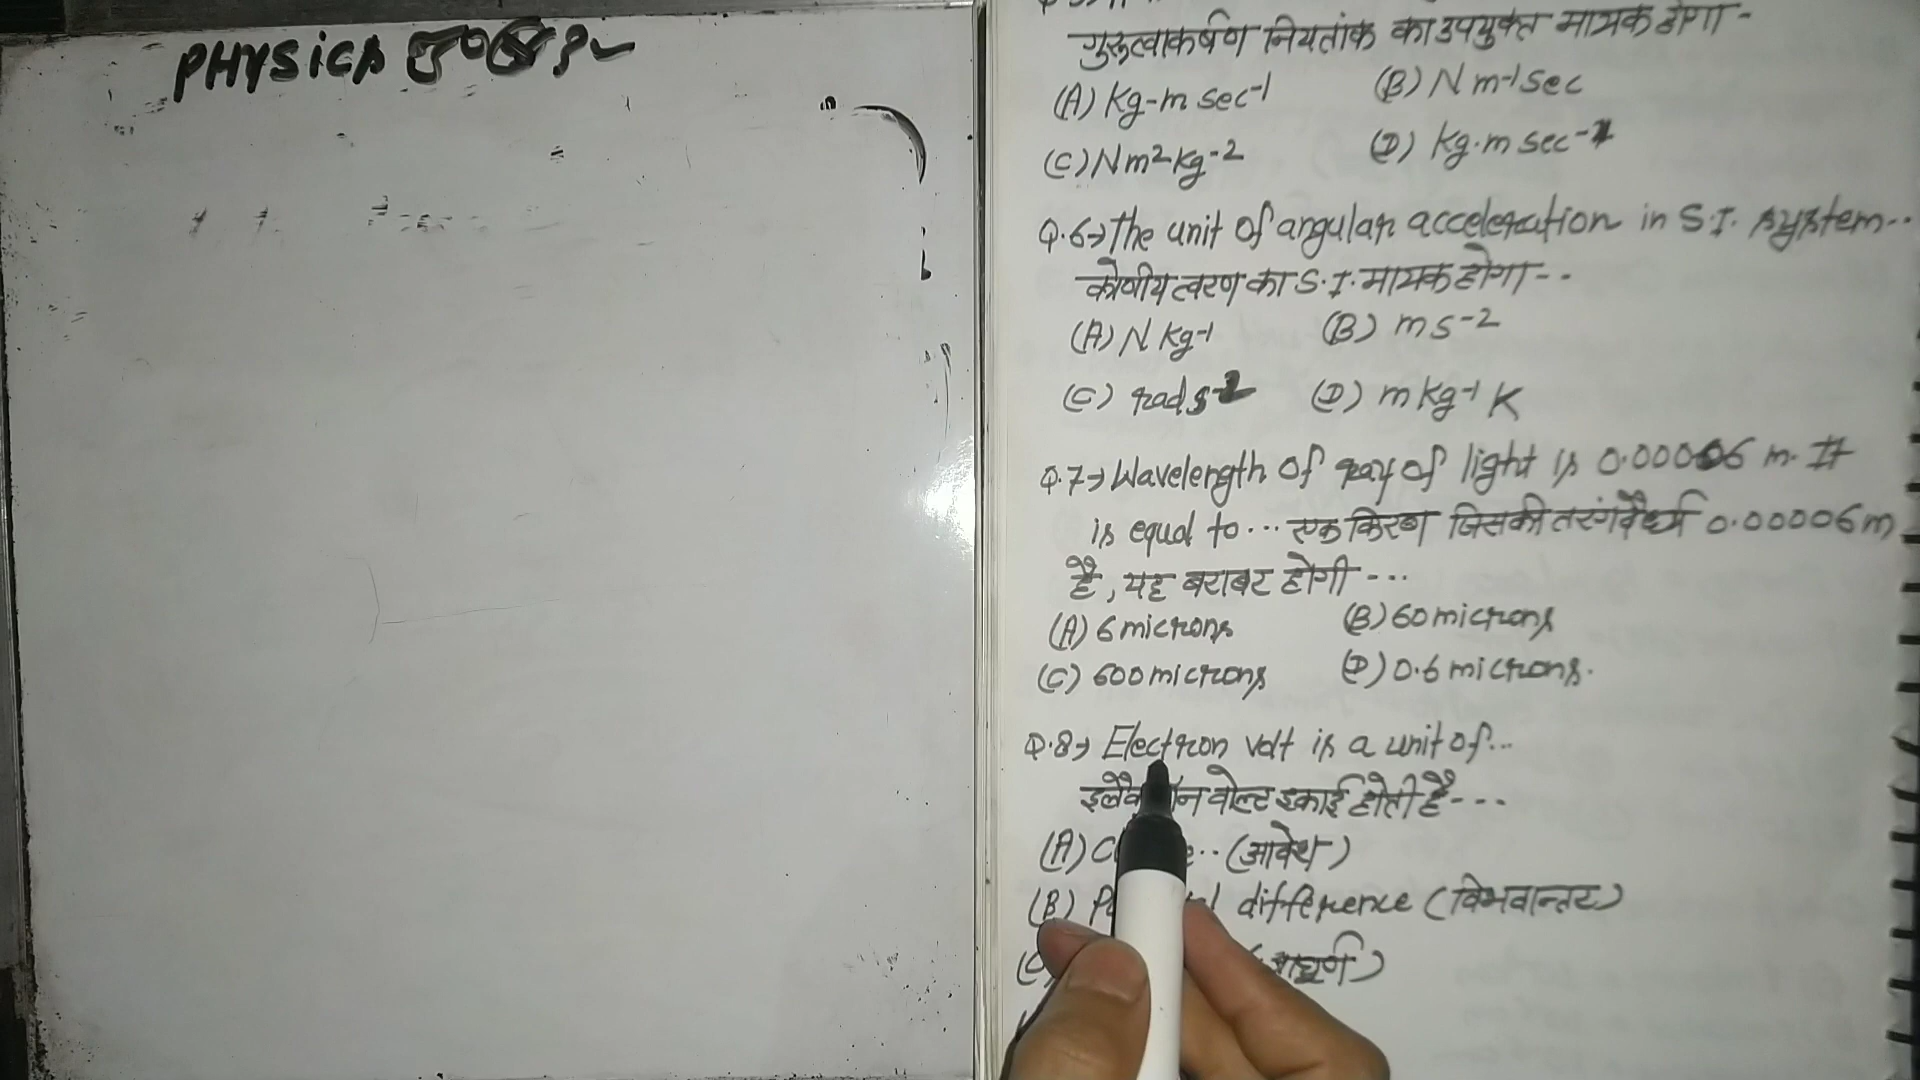 PHYSICS
गुरुत्वाकर्षण नियतांक का उपयुक्त मात्रक होगा -
(A) Kg-m sec-1 (B) N m-1 sec
(C) N m2 kg-2 (D) Kg.m sec-
Q.6→ The unit of angular acceleration in S.I. system...
कोणीय त्वरण का S.I. मात्रक होगा -..
(A) N Kg-1 (B) m s-2
(C) rad s-2 (D) m kg-1 K
Q.7→ Wavelength of ray of light is 0.00006 m. It
is equal to... एक किरण जिसकी तरंगदैर्ध्य 0.00006m
है, यह बराबर होगी ---
(A) 6 microns (B) 60 microns
(C) 600 microns (D) 0.6 microns.
Q.8→ Electron volt is a unit of...
वोल्ट इकाई होती है - - -
(A) (आवेश)
(B) difference (विभवान्तर)
(C)